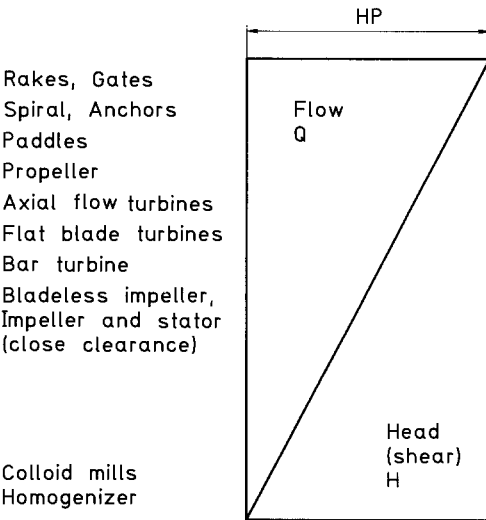 HP
Rakes, Gates
Spiral, Anchors
Paddles
Propeller
Axial flow turbines
Flat blade turbines
Bar turbine
Bladeless impeller,
Impeller and stator
(close clearance)
Colloid mills
Homogenizer
Flow
Q
Head
(shear)
H